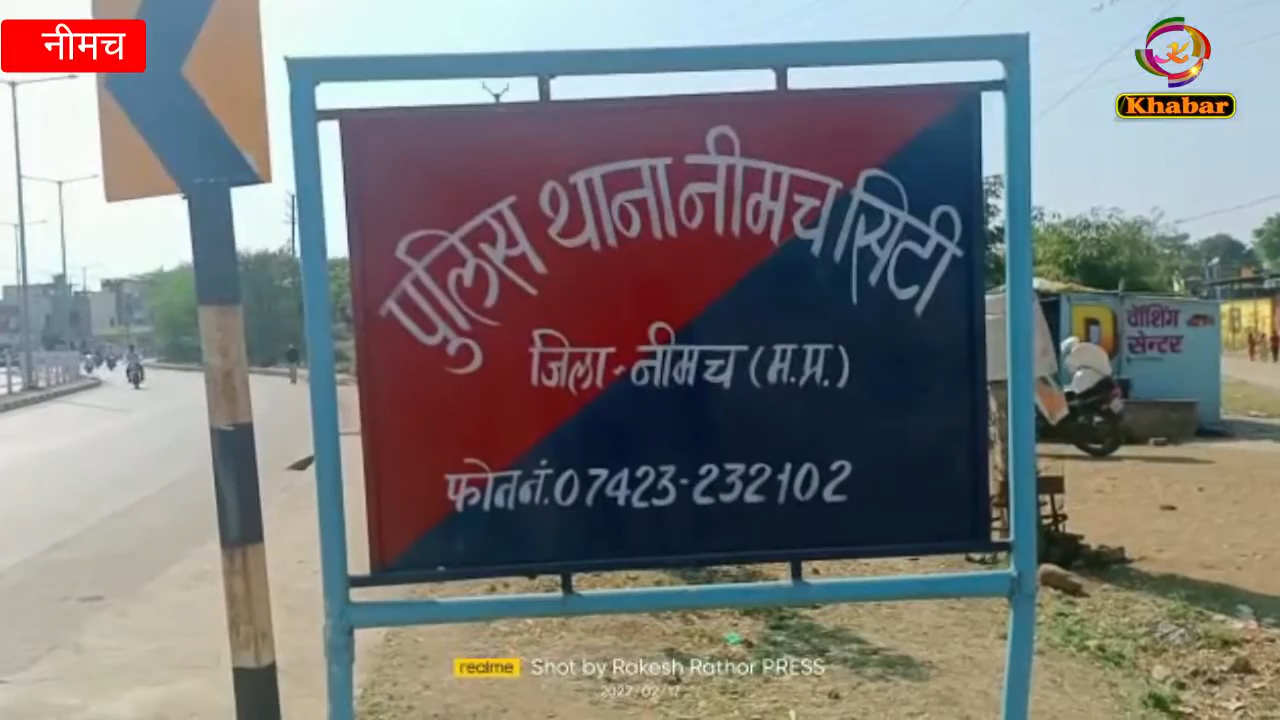 नीमच
Khabar
पुलिस थाना नीमच सिटी
जिला - नीमच (म.प्र.)
फोन नं. 07423-232102
वॉशिंग
सेन्टर
realme Shot by Rakesh Rathor PRESS
2022/02/17